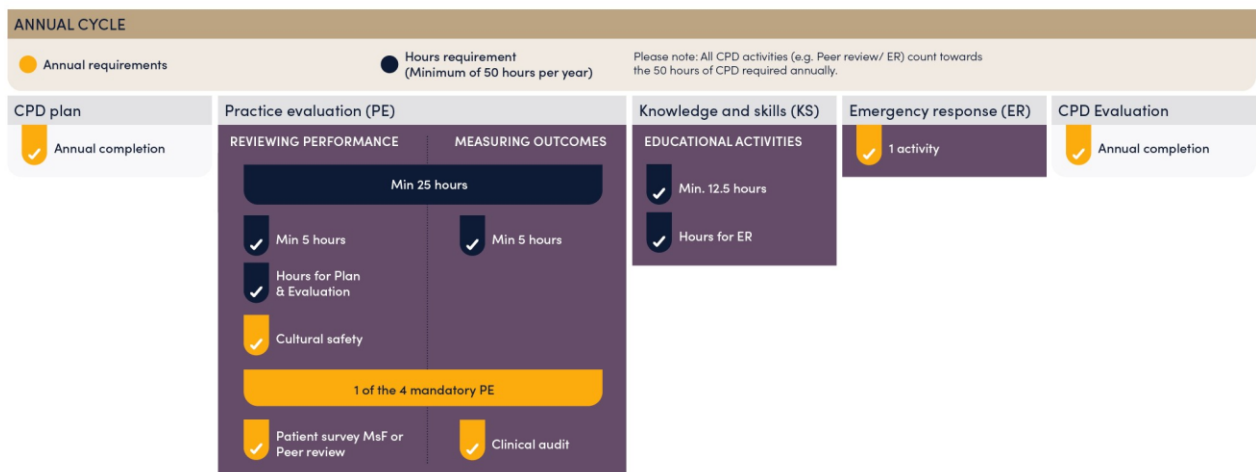 ANNUAL CYCLE
Annual requirements
Hours requirement
(Minimum of 50 hours per year)
Please note: All CPD activities (e.g. Peer review/ ER) count towards
the 50 hours of CPD required annually.
CPD plan
Annual completion
Practice evaluation (PE)
REVIEWING PERFORMANCE
MEASURING OUTCOMES
Min 25 hours
Min 5 hours
Min 5 hours
Hours for Plan
& Evaluation
Cultural safety
1 of the 4 mandatory PE
Patient survey MsF or
Peer review
Clinical audit
Knowledge and skills (KS)
EDUCATIONAL ACTIVITIES
Min. 12.5 hours
Hours for ER
Emergency response (ER)
1 activity
CPD Evaluation
Annual completion